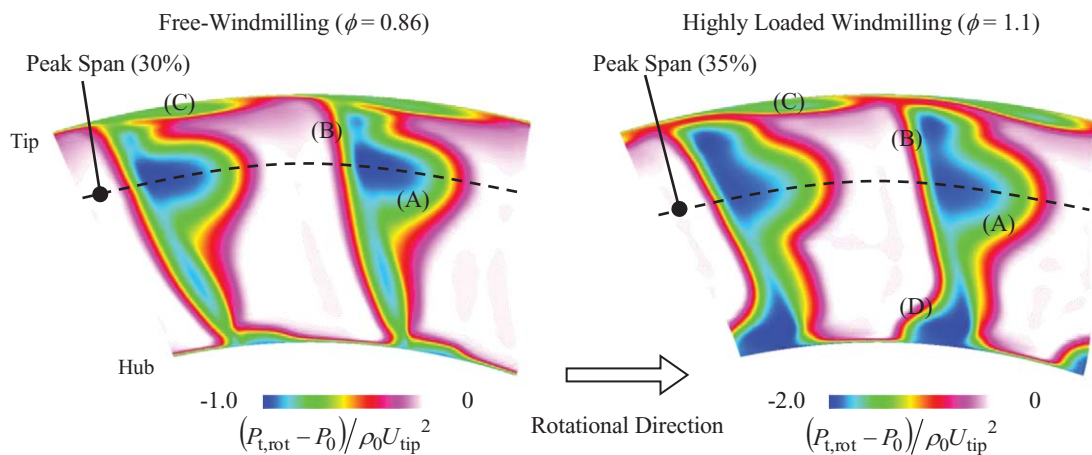 Free-Windmilling (ϕ = 0.86)
Peak Span (30%)
(C)
Tip
(B)
(A)
Hub
-1.0
0
(Pt,rot − P0)/ρ0Utip²
Highly Loaded Windmilling (ϕ = 1.1)
Peak Span (35%)
(C)
(B)
(A)
(D)
-2.0
0
(Pt,rot − P0)/ρ0Utip²
Rotational Direction